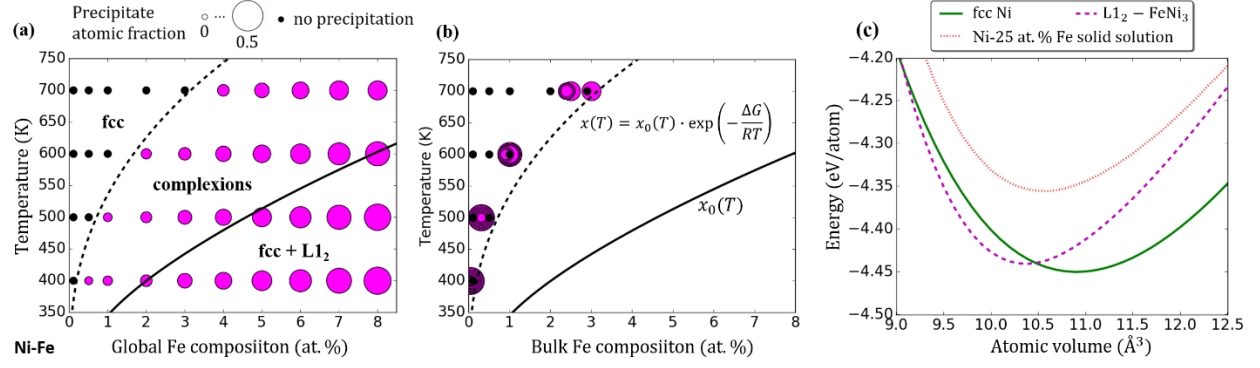 Precipitate
atomic fraction
0
...
0.5
no precipitation
(a)
750
700
650
600
550
500
450
400
350
0
1
2
3
4
5
6
7
8
fcc
complexions
fcc + L1₂
Temperature (K)
Global Fe compositon (at. %)
Ni-Fe
(b)
750
700
650
600
550
500
450
400
350
0
1
2
3
4
5
6
7
8
x(T) = x₀(T) · exp(−ΔG/RT)
x₀(T)
Temperature (K)
Bulk Fe compositon (at. %)
fcc Ni
L1₂ − FeNi₃
Ni-25 at. % Fe solid solution
(c)
−4.20
−4.25
−4.30
−4.35
−4.40
−4.45
−4.50
9.0
9.5
10.0
10.5
11.0
11.5
12.0
12.5
Energy (eV/atom)
Atomic volume (Å³)